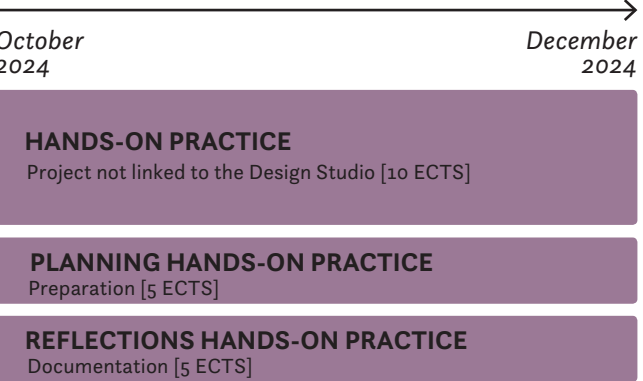 October
2024
December
2024
HANDS-ON PRACTICE
Project not linked to the Design Studio [10 ECTS]
PLANNING HANDS-ON PRACTICE
Preparation [5 ECTS]
REFLECTIONS HANDS-ON PRACTICE
Documentation [5 ECTS]